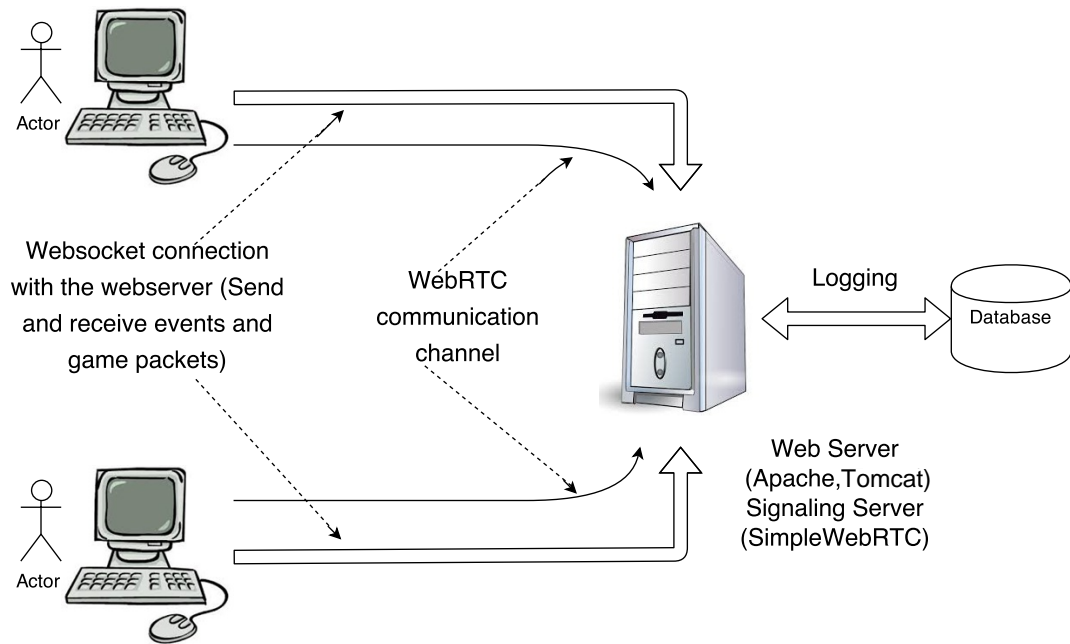 Actor
Websocket connection
with the webserver (Send
and receive events and
game packets)
WebRTC
communication
channel
Logging
Database
Web Server
(Apache,Tomcat)
Signaling Server
(SimpleWebRTC)
Actor